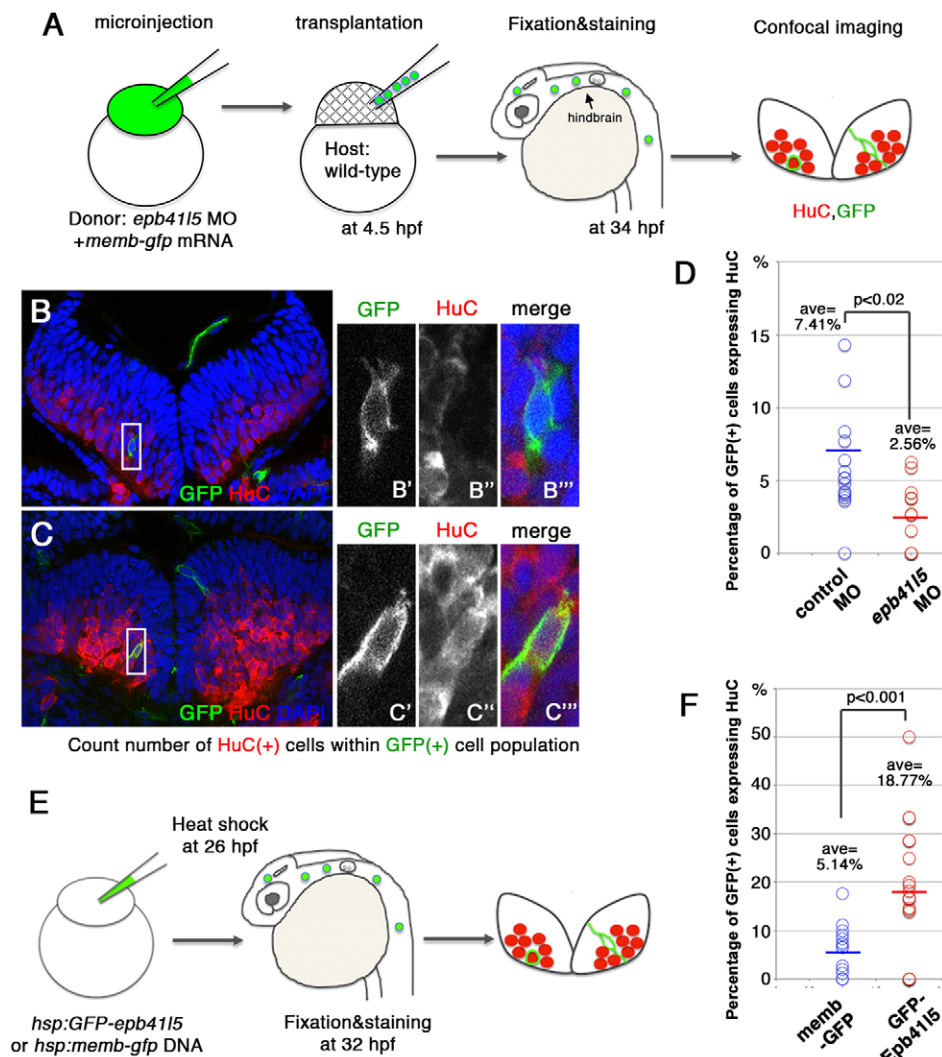 A
microinjection
transplantation
Fixation&staining
Confocal imaging
hindbrain
Host:
wild-type
Donor: epb41l5 MO
+memb-gfp mRNA
at 4.5 hpf
at 34 hpf
HuC,GFP
B
GFP HuC DAPI
GFP
HuC
merge
B'
B''
B'''
C
GFP HuC DAPI
GFP
HuC
merge
C'
C''
C'''
Count number of HuC(+) cells within GFP(+) cell population
D
Percentage of GFP(+) cells expressing HuC
%
15
10
5
0
ave=
7.41%
p<0.02
ave=
2.56%
control
MO
epb41l5
MO
E
Heat shock
at 26 hpf
hsp:GFP-epb41l5
or hsp:memb-gfp DNA
Fixation&staining
at 32 hpf
F
Percentage of GFP(+) cells expressing HuC
%
50
40
30
20
10
0
p<0.001
ave=
18.77%
ave=
5.14%
memb
-GFP
GFP-
Epb41l5